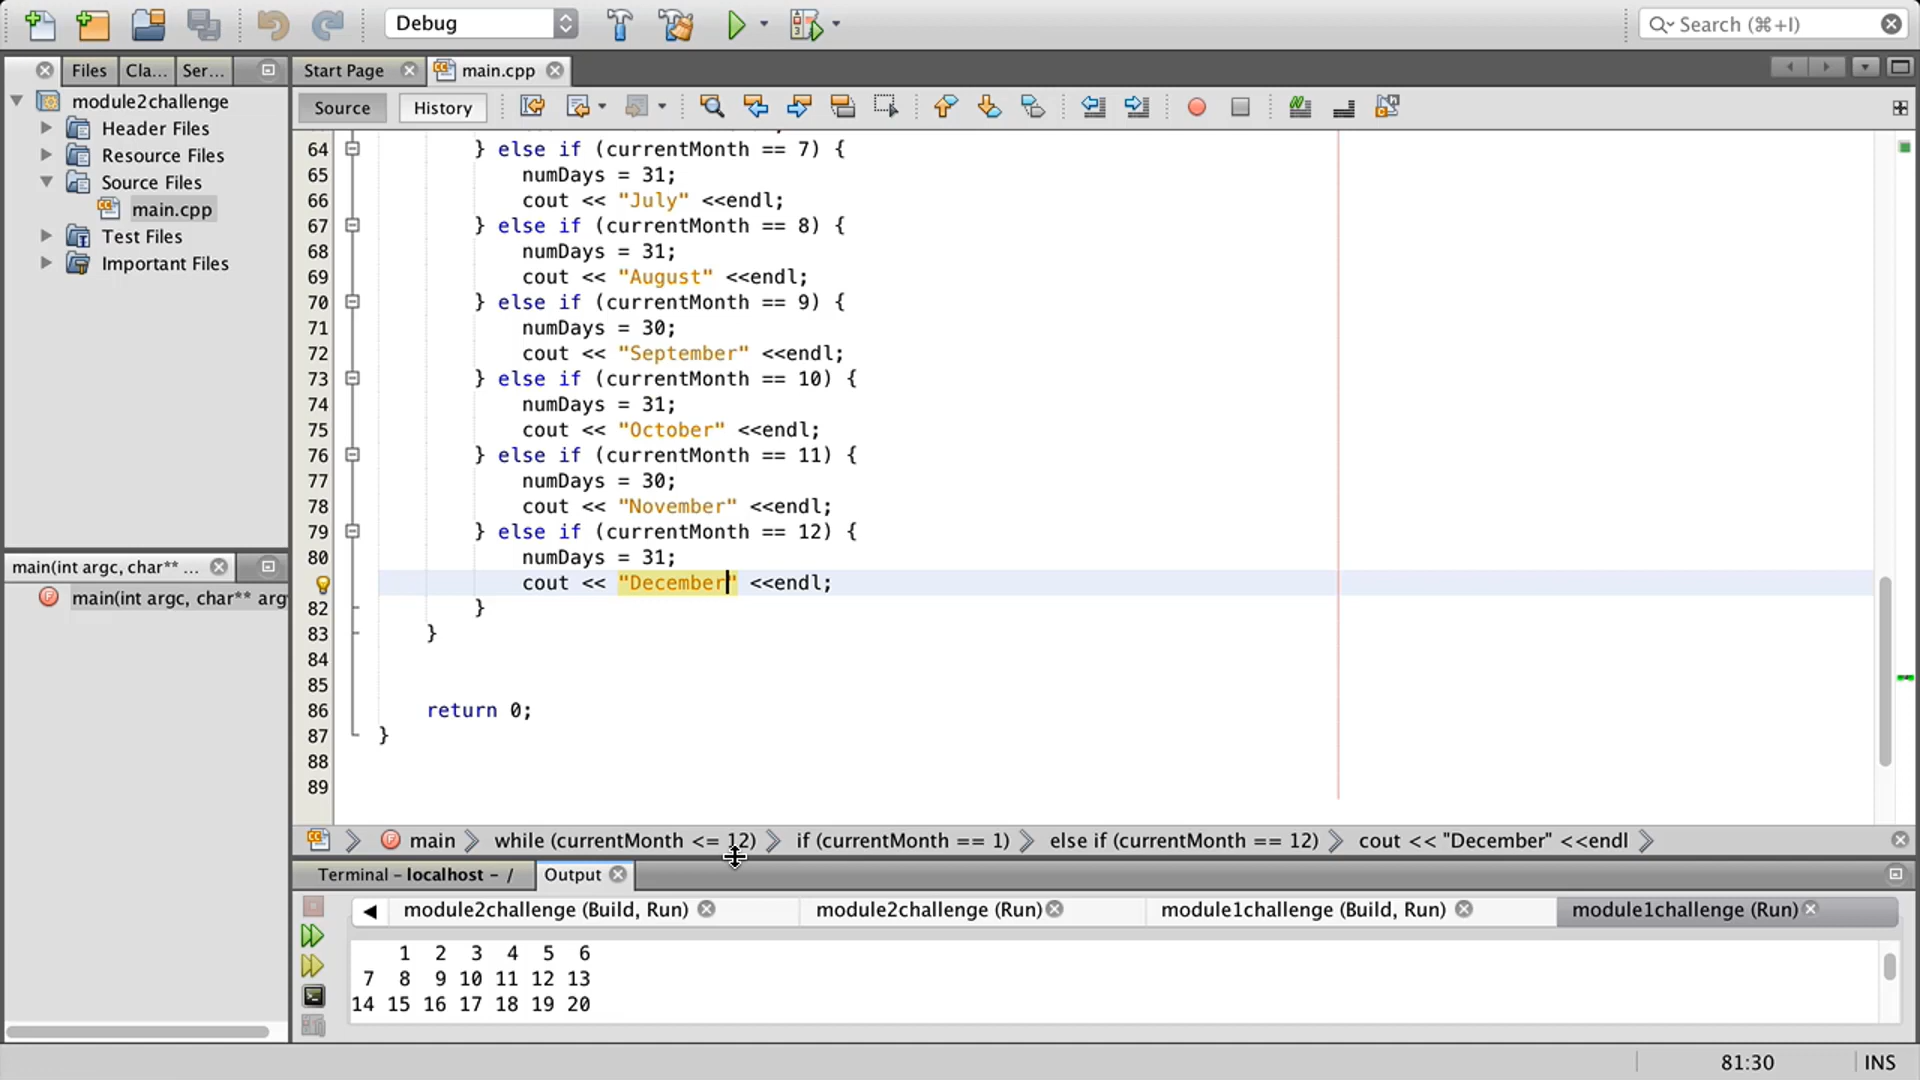 Debug
Search (⌘+I)
Files
Cla...
Ser...
Start Page
main.cpp
module2challenge
Header Files
Resource Files
Source Files
main.cpp
Test Files
Important Files
Source
History
64 } else if (currentMonth == 7) {
65 numDays = 31;
66 cout << "July" <<endl;
67 } else if (currentMonth == 8) {
68 numDays = 31;
69 cout << "August" <<endl;
70 } else if (currentMonth == 9) {
71 numDays = 30;
72 cout << "September" <<endl;
73 } else if (currentMonth == 10) {
74 numDays = 31;
75 cout << "October" <<endl;
76 } else if (currentMonth == 11) {
77 numDays = 30;
78 cout << "November" <<endl;
79 } else if (currentMonth == 12) {
80 numDays = 31;
cout << "December" <<endl;
82 }
83 }
84
85
86 return 0;
87 }
88
89
main(int argc, char** ...
main(int argc, char** arg
main while (currentMonth <= 12) if (currentMonth == 1) else if (currentMonth == 12) cout << "December" <<endl
Terminal - localhost - /
Output
module2challenge (Build, Run)
module2challenge (Run)
module1challenge (Build, Run)
module1challenge (Run)
1 2 3 4 5 6
7 8 9 10 11 12 13
14 15 16 17 18 19 20
81:30
INS